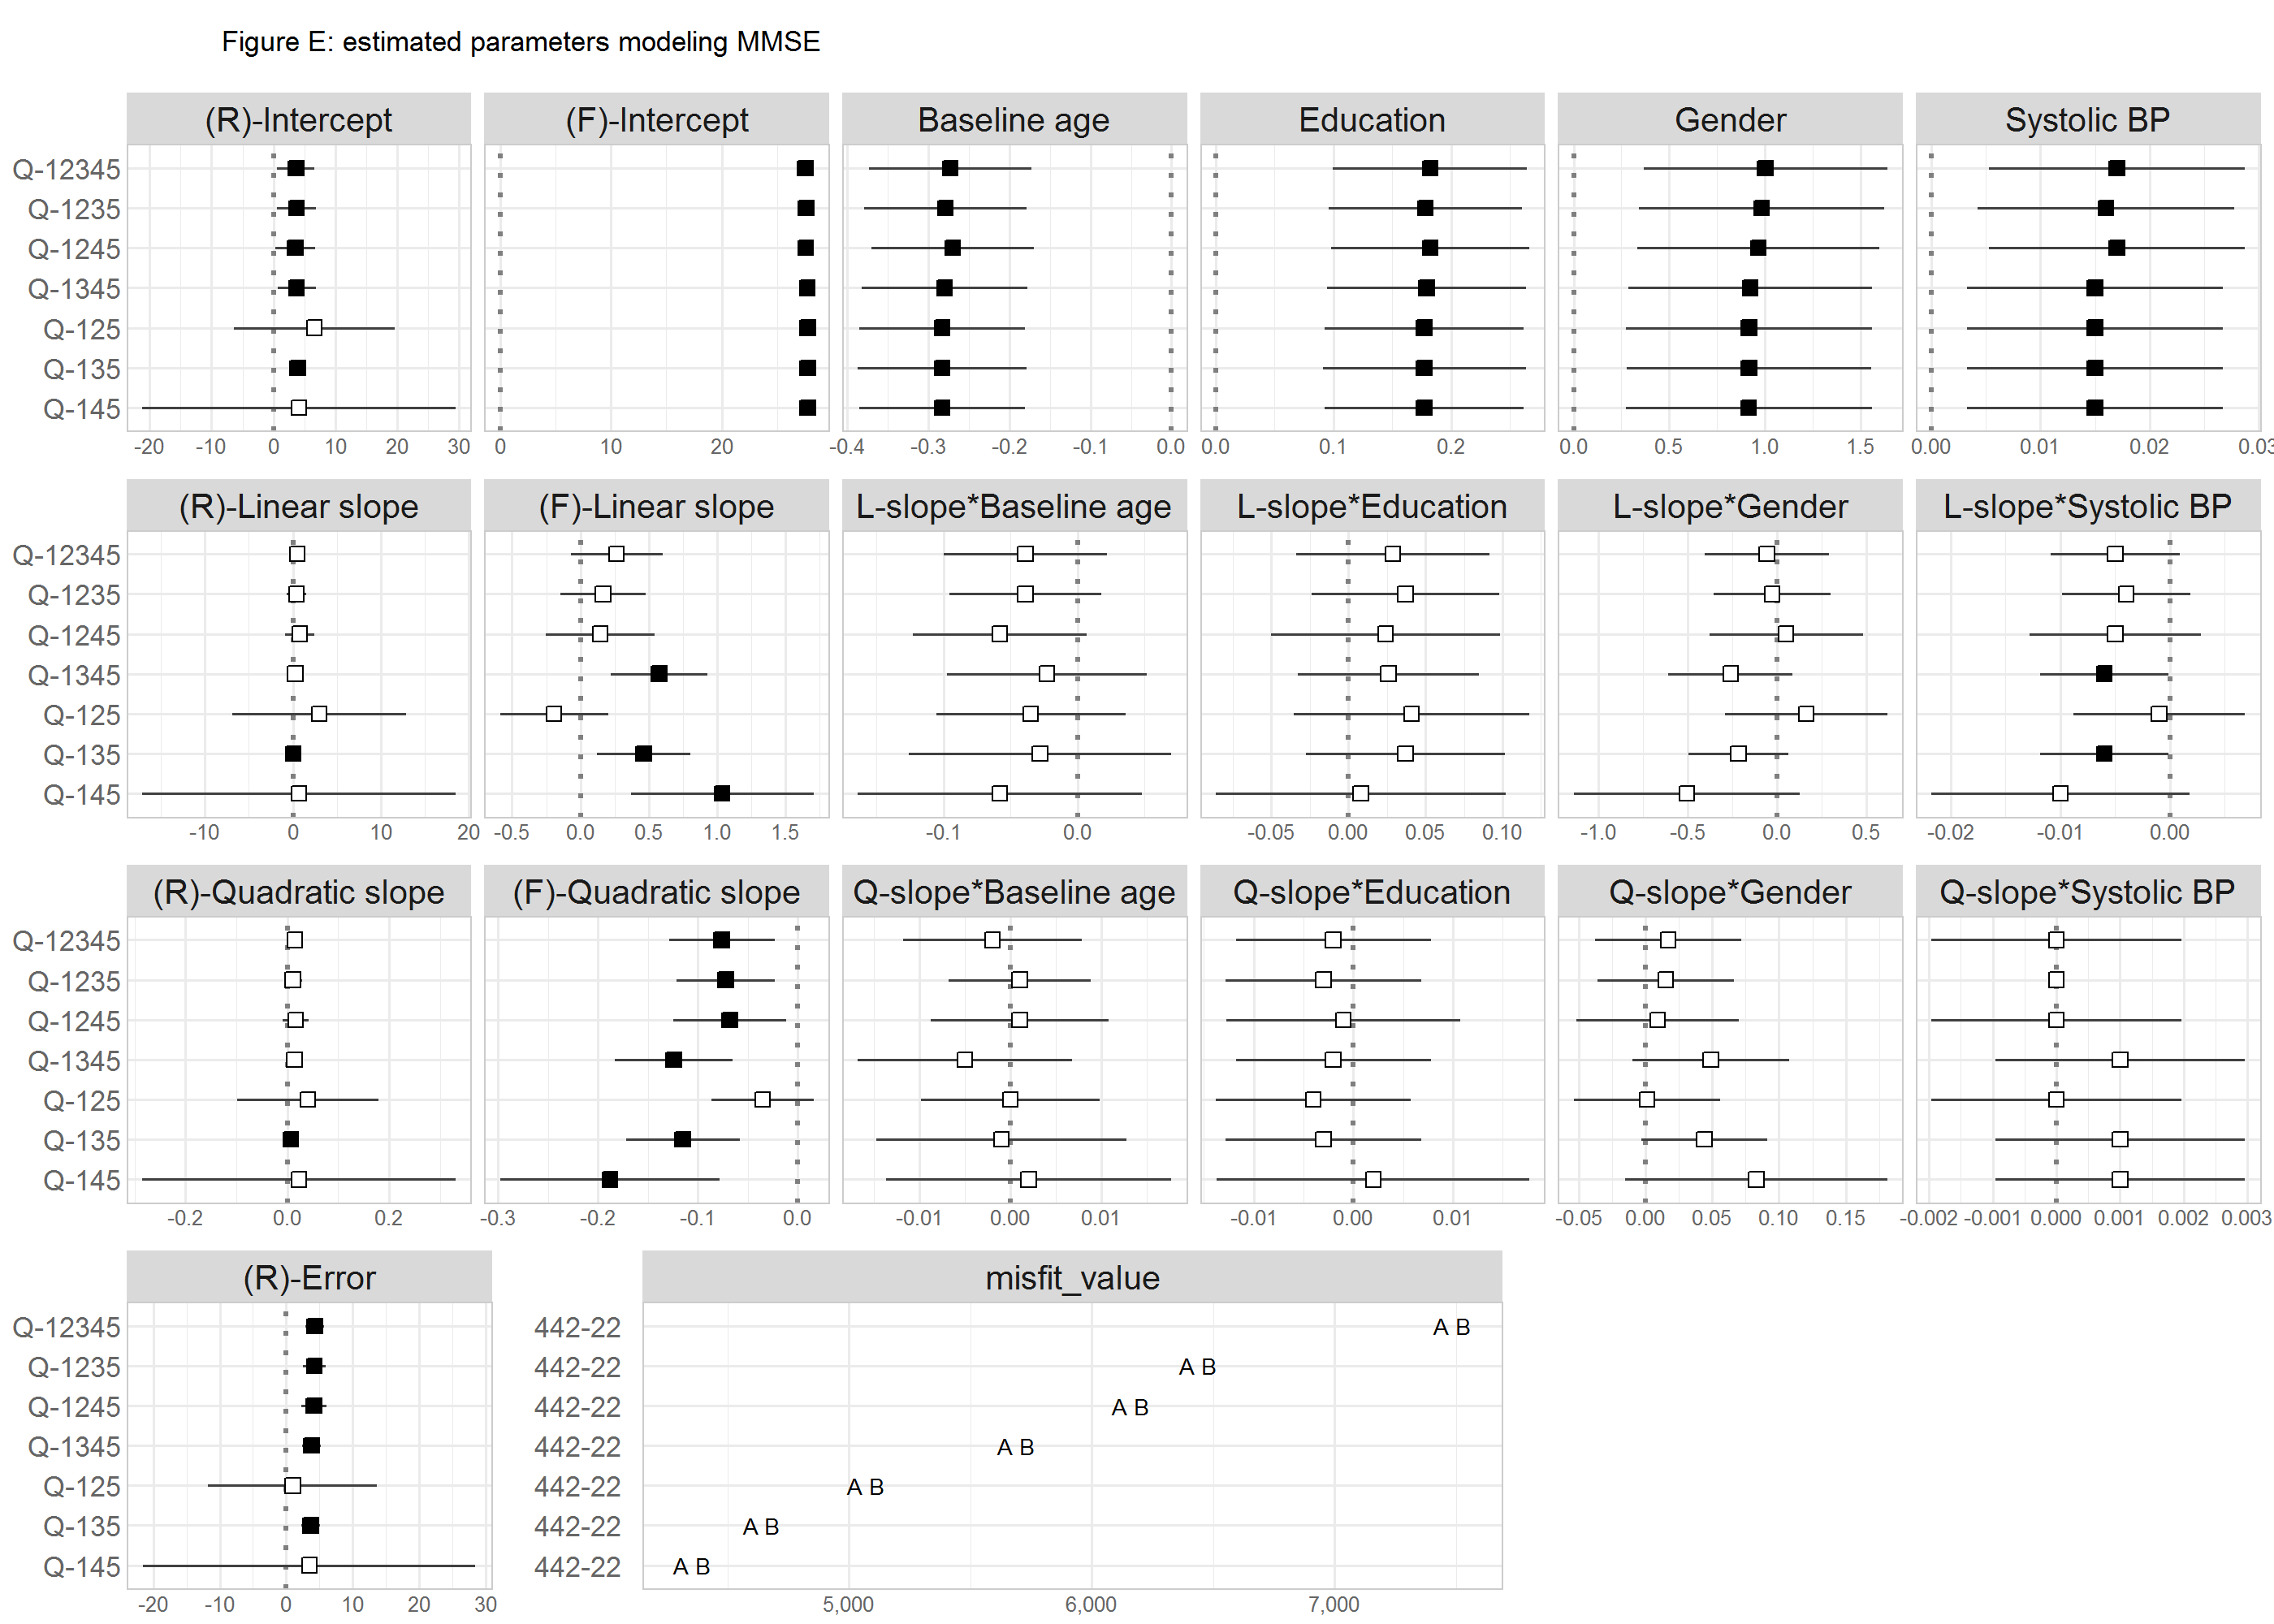 Figure E: estimated parameters modeling MMSE
(R)-Intercept (F)-Intercept Baseline age Education Gender Systolic BP
Q-12345
Q-1235
Q-1245
Q-1345
Q-125
Q-135
Q-145
-20 -10 0 10 20 30 0 10 20 -0.4 -0.3 -0.2 -0.1 0.0 0.0 0.1 0.2 0.0 0.5 1.0 1.5 0.00 0.01 0.02 0.03
(R)-Linear slope (F)-Linear slope L-slope*Baseline age L-slope*Education L-slope*Gender L-slope*Systolic BP
Q-12345
Q-1235
Q-1245
Q-1345
Q-125
Q-135
Q-145
-10 0 10 20 -0.5 0.0 0.5 1.0 1.5 -0.1 0.0 -0.05 0.00 0.05 0.10 -1.0 -0.5 0.0 0.5 -0.02 -0.01 0.00
(R)-Quadratic slope (F)-Quadratic slope Q-slope*Baseline age Q-slope*Education Q-slope*Gender Q-slope*Systolic BP
Q-12345
Q-1235
Q-1245
Q-1345
Q-125
Q-135
Q-145
-0.2 0.0 0.2 -0.3 -0.2 -0.1 0.0 -0.01 0.00 0.01 -0.01 0.00 0.01 -0.05 0.00 0.05 0.10 0.15 -0.002 -0.001 0.000 0.001 0.002 0.003
(R)-Error misfit_value
Q-12345 442-22 A B
Q-1235 442-22 A B
Q-1245 442-22 A B
Q-1345 442-22 A B
Q-125 442-22 A B
Q-135 442-22 A B
Q-145 442-22 A B
-20 -10 0 10 20 30 5,000 6,000 7,000